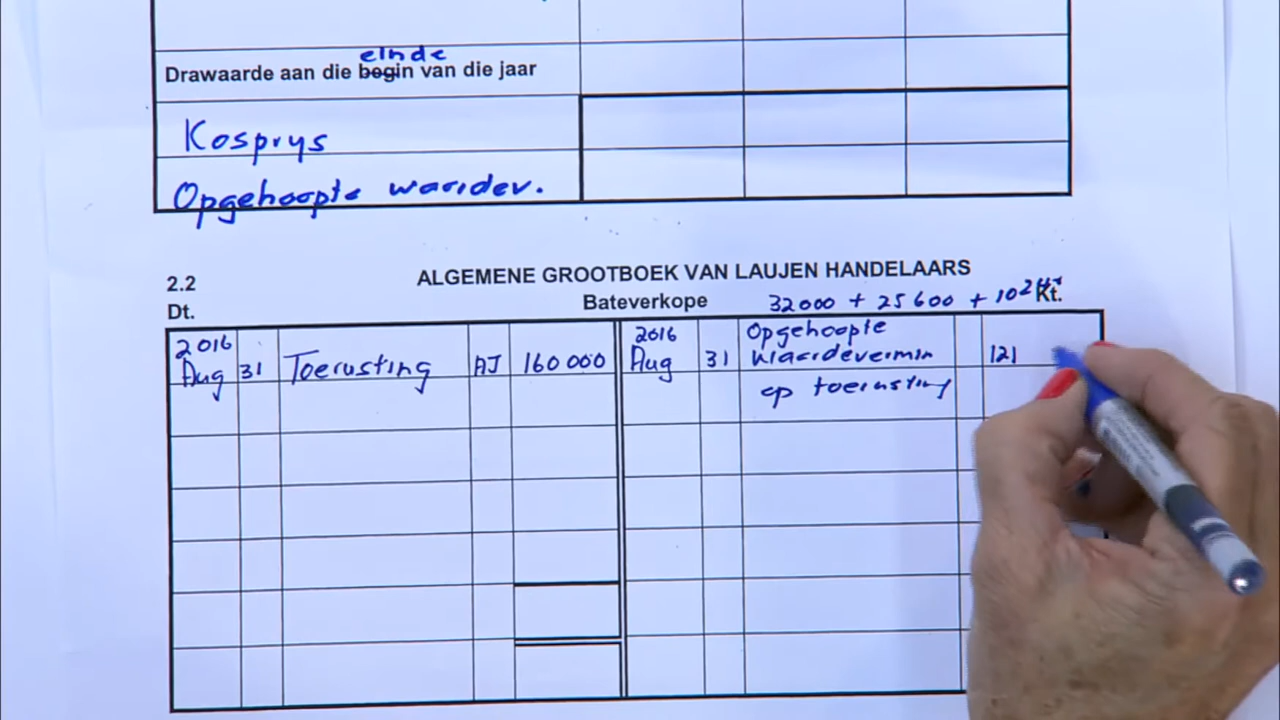 einde
Drawaarde aan die begin van die jaar
Kosprys
Opgehoopte waardev.
2.2 ALGEMENE GROOTBOEK VAN LAUJEN HANDELAARS
Dt. Bateverkope 32000 + 25600 + Kt.
2016 2016 Opgehoopte
Aug 31 Toerusting AJ 160 000 Aug 31 waardevermin 121
op toerusting